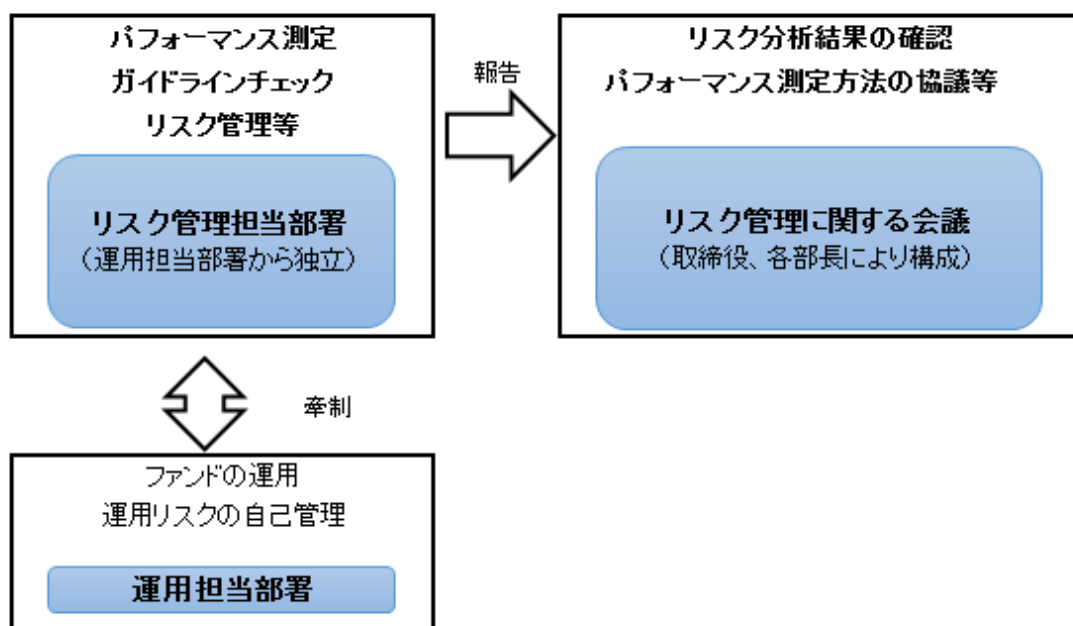 パフォーマンス測定
ガイドラインチェック
リスク管理等
リスク管理担当部署
（運用担当部署から独立）
報告
リスク分析結果の確認
パフォーマンス測定方法の協議等
リスク管理に関する会議
（取締役、各部長により構成）
牽制
ファンドの運用
運用リスクの自己管理
運用担当部署